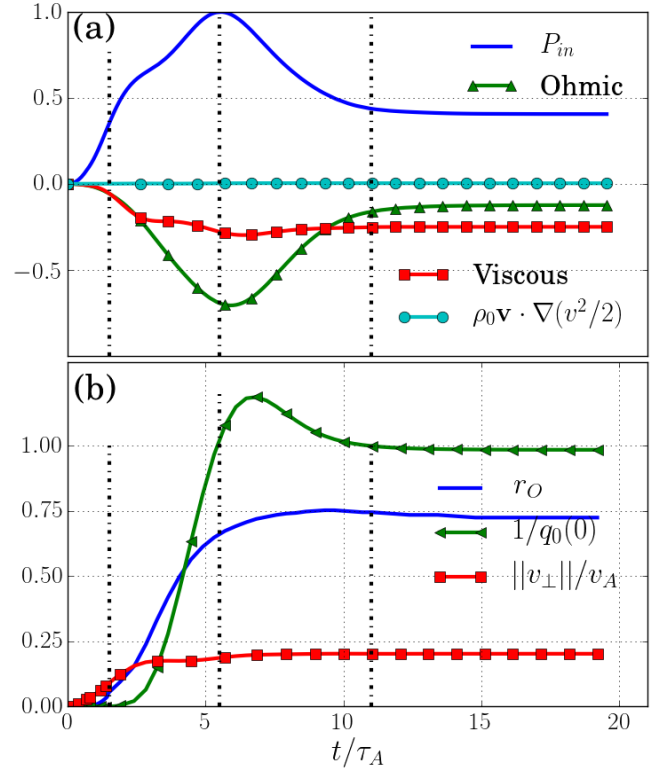 (a)
1.0
0.5
0.0
−0.5
P_in
Ohmic
Viscous
ρ₀v · ∇(v²/2)
(b)
1.00
0.75
0.50
0.25
0.00
r_O
1/q₀(0)
||v_⊥||/v_A
0 5 10 15 20
t/τ_A